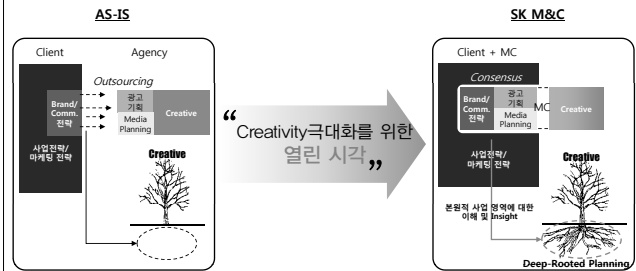 AS-IS
Client
Agency
Outsourcing
Brand/
Comm.
전략
광고
기획
Media
Planning
Creative
사업전략/
마케팅 전략
Creative
“Creativity극대화를 위한
열린 시각”
SK M&C
Client + MC
Consensus
Brand/
Comm.
전략
광고
기획
Media
Planning
MC
Creative
사업전략/
마케팅 전략
Creative
본원적 사업 영역에 대한
이해 및 Insight
Deep-Rooted Planning